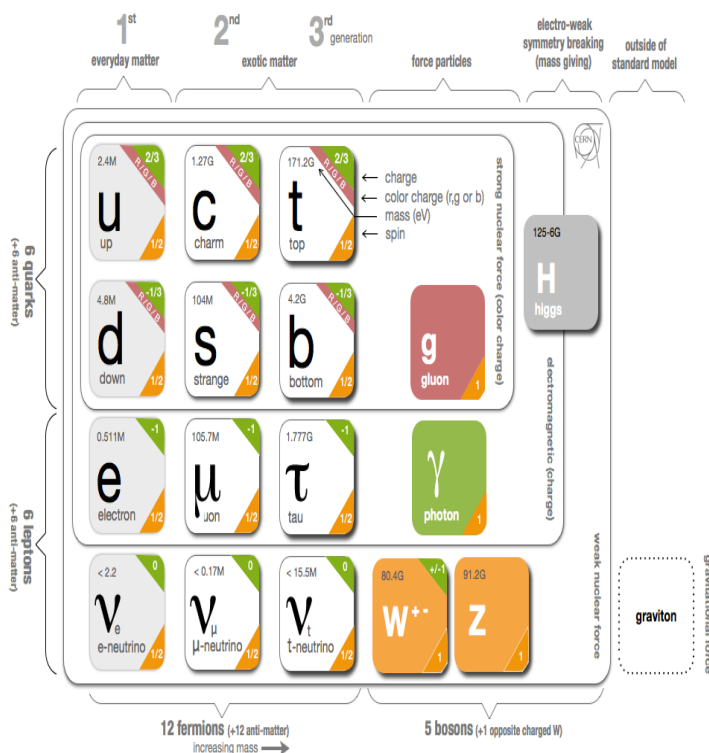 1st
2nd
3rd generation
everyday matter
exotic matter
force particles
electro-weak
symmetry breaking
(mass giving)
outside of
standard model
CERN
6 quarks
(+6 anti-matter)
2.4M
2/3
R/G/B
u
up
1/2
1.27G
2/3
R/G/B
c
charm
1/2
171.2G
2/3
R/G/B
t
top
1/2
charge
color charge (r,g or b)
mass (eV)
spin
strong nuclear force (color charge)
125-6G
H
higgs
4.8M
-1/3
R/G/B
d
down
1/2
104M
-1/3
R/G/B
s
strange
1/2
4.2G
-1/3
R/G/B
b
bottom
1/2
g
gluon
1
electromagnetic (charge)
6 leptons
(+6 anti-matter)
0.511M
-1
e
electron
1/2
105.7M
-1
μ
uon
1/2
1.777G
-1
τ
tau
1/2
γ
photon
1
weak nuclear force
< 2.2
0
νe
e-neutrino
1/2
< 0.17M
0
νμ
μ-neutrino
1/2
< 15.5M
0
νt
t-neutrino
1/2
80.4G
+/-1
W+-
1
91.2G
Z
1
graviton
gravitational force
12 fermions (+12 anti-matter)
increasing mass
5 bosons (+1 opposite charged W)